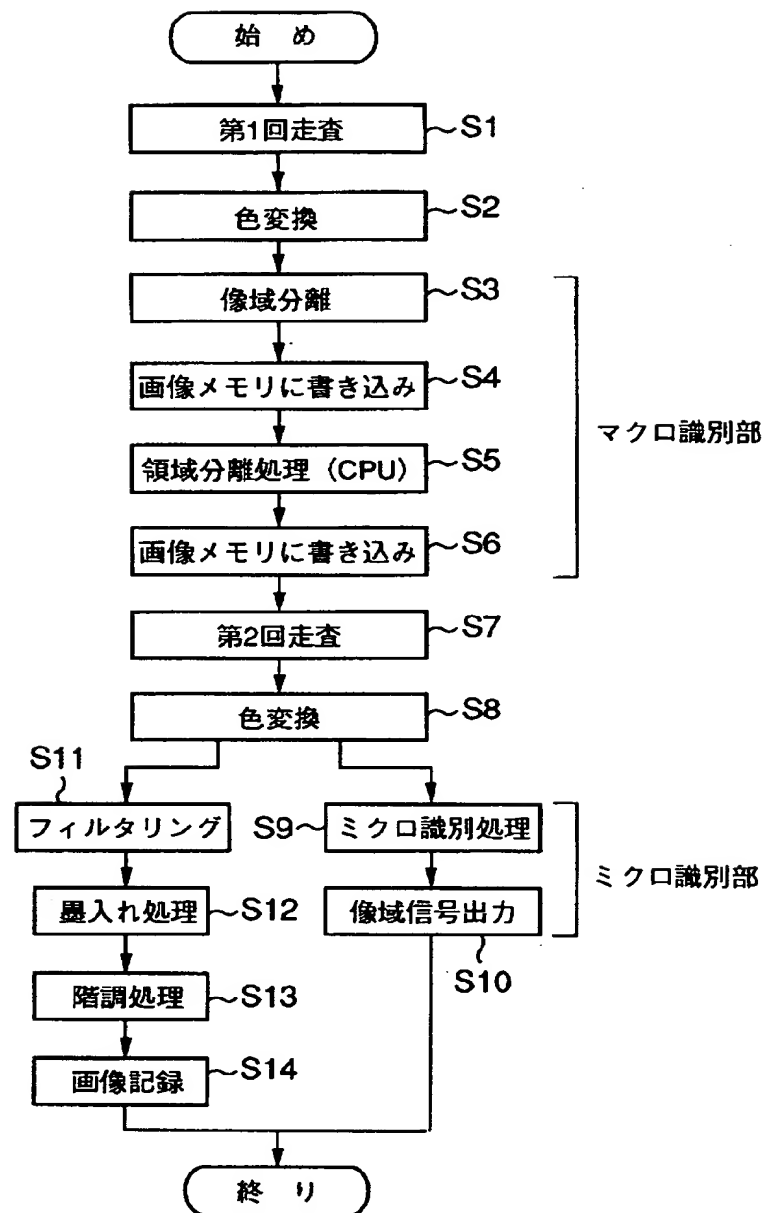 始 め
第1回走査 S1
色変換 S2
像域分離 S3
画像メモリに書き込み S4
領域分離処理（CPU） S5
マクロ識別部
画像メモリに書き込み S6
第2回走査 S7
色変換 S8
S11
フィルタリング
S9 ミクロ識別処理
ミクロ識別部
墨入れ処理 S12
像域信号出力
S10
階調処理 S13
画像記録 S14
終 り